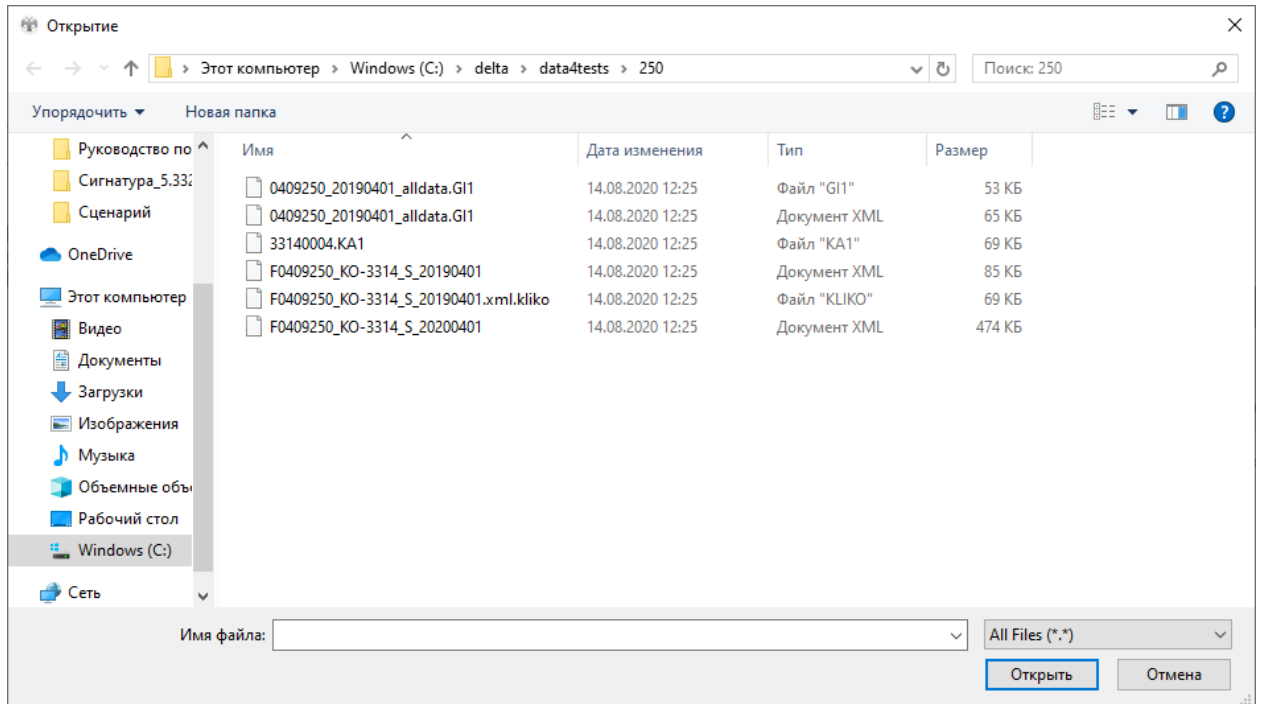 Открытие
Этот компьютер > Windows (C:) > delta > data4tests > 250
Поиск: 250
Упорядочить
Новая папка
Руководство по
Сигнатура_5.332
Сценарий
OneDrive
Этот компьютер
Видео
Документы
Загрузки
Изображения
Музыка
Объемные объ
Рабочий стол
Windows (C:)
Сеть
Имя Дата изменения Тип Размер
0409250_20190401_alldata.GI1 14.08.2020 12:25 Файл "GI1" 53 КБ
0409250_20190401_alldata.GI1 14.08.2020 12:25 Документ XML 65 КБ
33140004.KA1 14.08.2020 12:25 Файл "KA1" 69 КБ
F0409250_KO-3314_S_20190401 14.08.2020 12:25 Документ XML 85 КБ
F0409250_KO-3314_S_20190401.xml.kliko 14.08.2020 12:25 Файл "KLIKO" 69 КБ
F0409250_KO-3314_S_20200401 14.08.2020 12:25 Документ XML 474 КБ
Имя файла:
All Files (*.*)
Открыть
Отмена